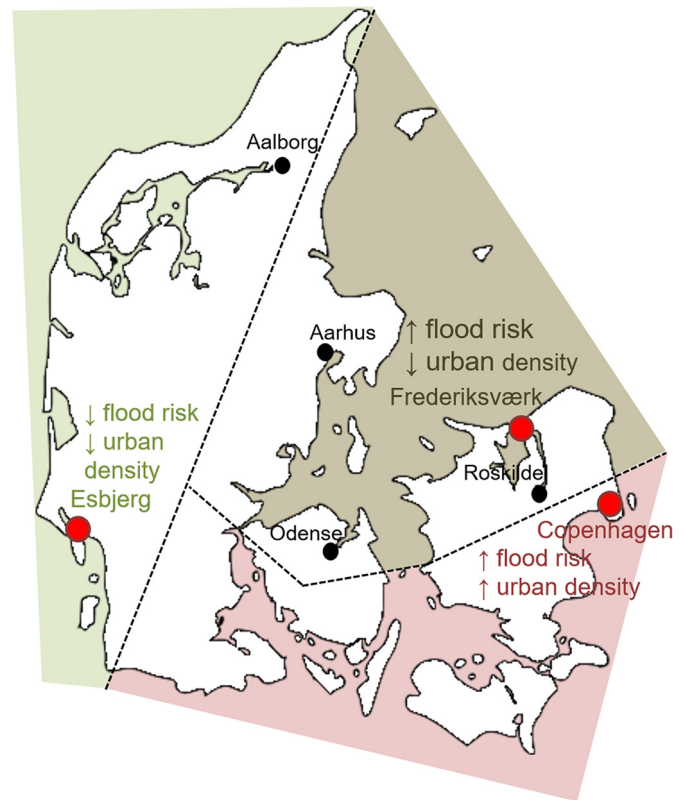 Aalborg
Aarhus
↑ flood risk
↓ urban density
Frederiksværk
↓ flood risk
↓ urban
density
Esbjerg
Roskilde
Odense
Copenhagen
↑ flood risk
↑ urban density